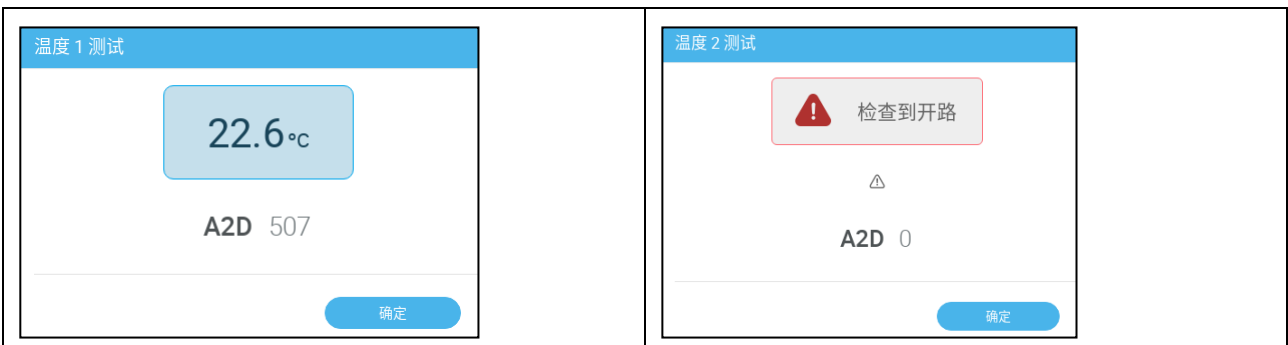 温度 1 测试
22.6°C
A2D 507
确定
温度 2 测试
检查到开路
A2D 0
确定